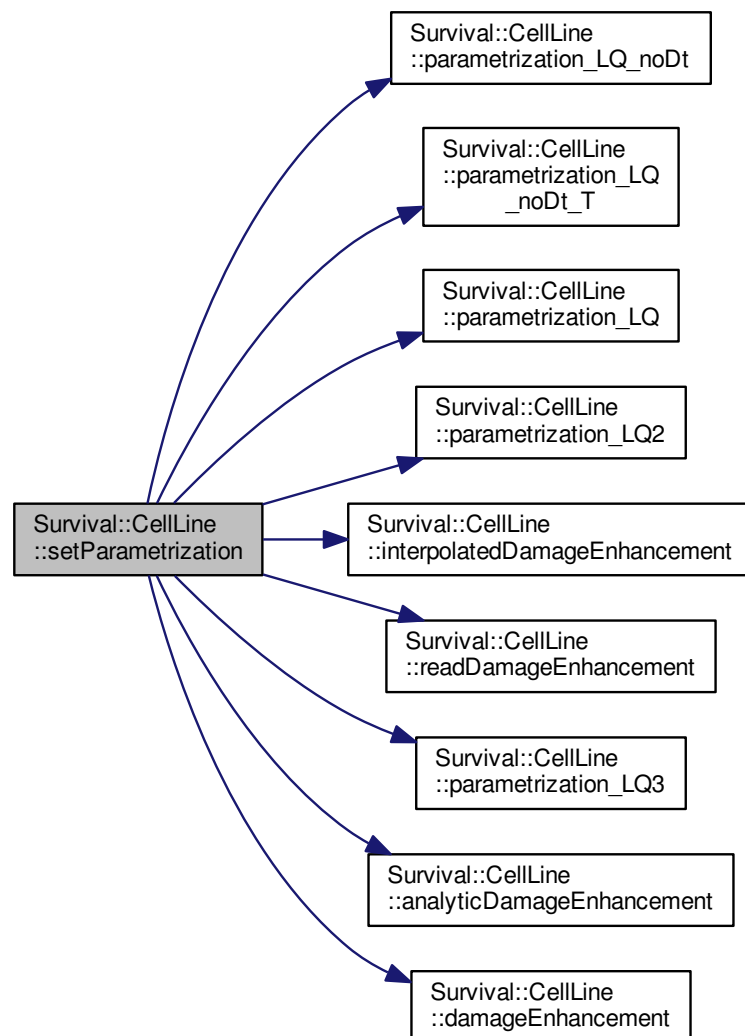 Survival::CellLine
::parametrization_LQ_noDt
Survival::CellLine
::parametrization_LQ
_noDt_T
Survival::CellLine
::parametrization_LQ
Survival::CellLine
::parametrization_LQ2
Survival::CellLine
::setParametrization
Survival::CellLine
::interpolatedDamageEnhancement
Survival::CellLine
::readDamageEnhancement
Survival::CellLine
::parametrization_LQ3
Survival::CellLine
::analyticDamageEnhancement
Survival::CellLine
::damageEnhancement